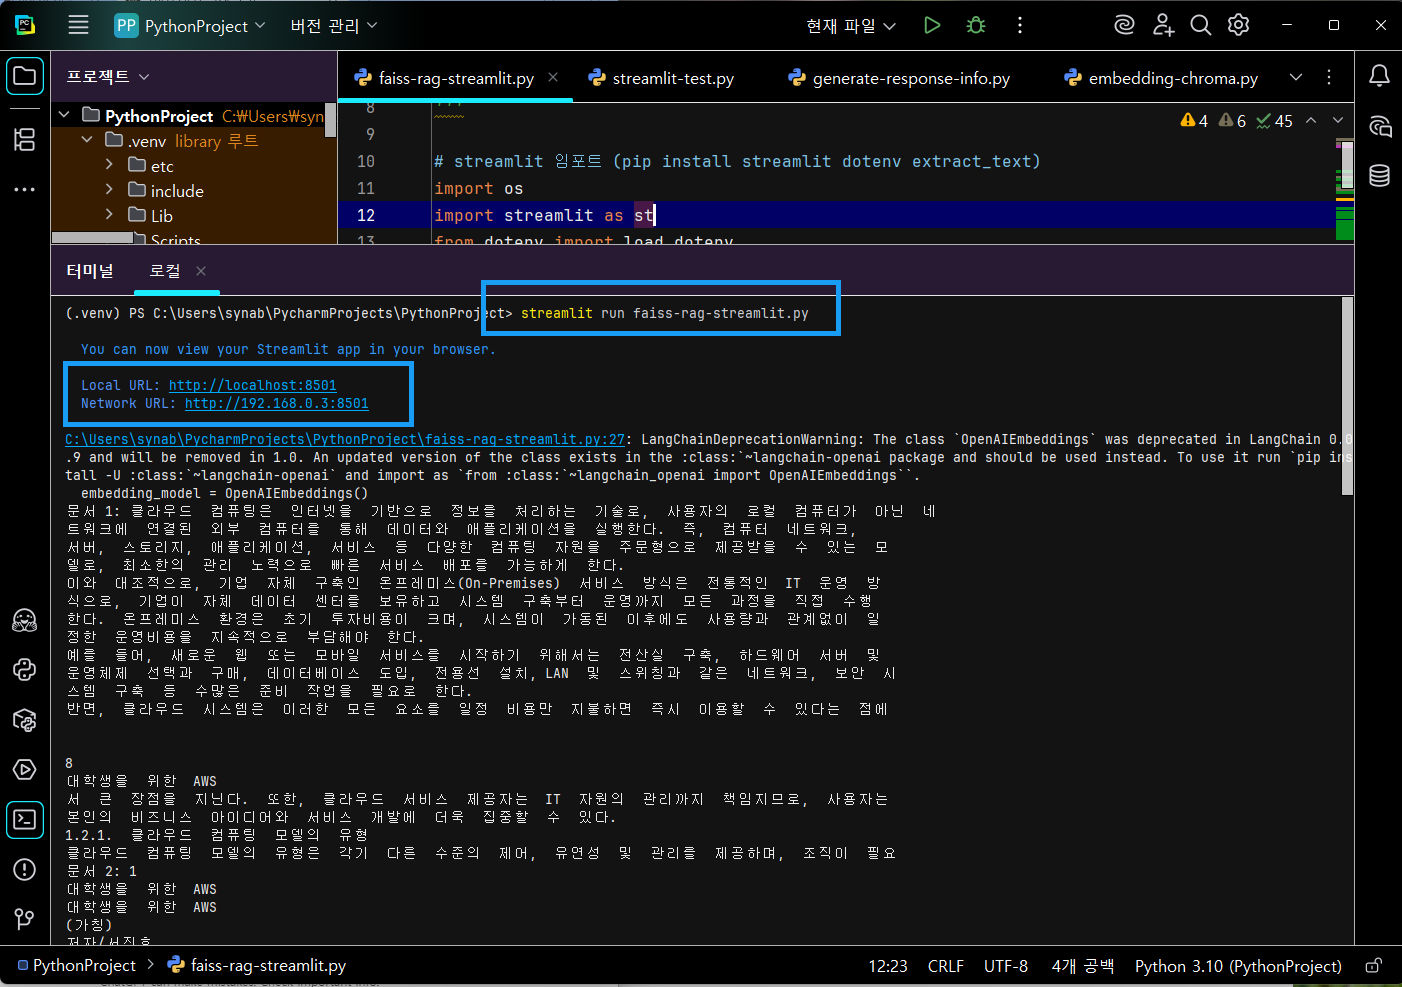 PC
PP PythonProject 버전 관리 현재 파일
프로젝트
faiss-rag-streamlit.py streamlit-test.py generate-response-info.py embedding-chroma.py
PythonProject C:₩Users₩syn
.venv library 루트
etc
include
Lib
Scripts
8 '''
9
10 # streamlit 임포트 (pip install streamlit dotenv extract_text)
11 import os
12 import streamlit as st
13 from dotenv import load_dotenv
4 6 45
터미널 로컬
(.venv) PS C:\Users\synab\PycharmProjects\PythonProject> streamlit run faiss-rag-streamlit.py
You can now view your Streamlit app in your browser.
Local URL: http://localhost:8501
Network URL: http://192.168.0.3:8501
C:\Users\synab\PycharmProjects\PythonProject\faiss-rag-streamlit.py:27: LangChainDeprecationWarning: The class `OpenAIEmbeddings` was deprecated in LangChain 0.0
.9 and will be removed in 1.0. An updated version of the class exists in the :class:`~langchain-openai package and should be used instead. To use it run `pip ins
tall -U :class:`~langchain-openai` and import as `from :class:`~langchain_openai import OpenAIEmbeddings``.
embedding_model = OpenAIEmbeddings()
문서 1: 클라우드 컴퓨팅은 인터넷을 기반으로 정보를 처리하는 기술로, 사용자의 로컬 컴퓨터가 아닌 네
트워크에 연결된 외부 컴퓨터를 통해 데이터와 애플리케이션을 실행한다. 즉, 컴퓨터 네트워크,
서버, 스토리지, 애플리케이션, 서비스 등 다양한 컴퓨팅 자원을 주문형으로 제공받을 수 있는 모
델로, 최소한의 관리 노력으로 빠른 서비스 배포를 가능하게 한다.
이와 대조적으로, 기업 자체 구축인 온프레미스(On-Premises) 서비스 방식은 전통적인 IT 운영 방
식으로, 기업이 자체 데이터 센터를 보유하고 시스템 구축부터 운영까지 모든 과정을 직접 수행
한다. 온프레미스 환경은 초기 투자비용이 크며, 시스템이 가동된 이후에도 사용량과 관계없이 일
정한 운영비용을 지속적으로 부담해야 한다.
예를 들어, 새로운 웹 또는 모바일 서비스를 시작하기 위해서는 전산실 구축, 하드웨어 서버 및
운영체제 선택과 구매, 데이터베이스 도입, 전용선 설치, LAN 및 스위칭과 같은 네트워크, 보안 시
스템 구축 등 수많은 준비 작업을 필요로 한다.
반면, 클라우드 시스템은 이러한 모든 요소를 일정 비용만 지불하면 즉시 이용할 수 있다는 점에
8
대학생을 위한 AWS
서 큰 장점을 지닌다. 또한, 클라우드 서비스 제공자는 IT 자원의 관리까지 책임지므로, 사용자는
본인의 비즈니스 아이디어와 서비스 개발에 더욱 집중할 수 있다.
1.2.1. 클라우드 컴퓨팅 모델의 유형
클라우드 컴퓨팅 모델의 유형은 각기 다른 수준의 제어, 유연성 및 관리를 제공하며, 조직이 필요
문서 2: 1
대학생을 위한 AWS
대학생을 위한 AWS
(가칭)
저자/서진호
PythonProject faiss-rag-streamlit.py 12:23 CRLF UTF-8 4개 공백 Python 3.10 (PythonProject)